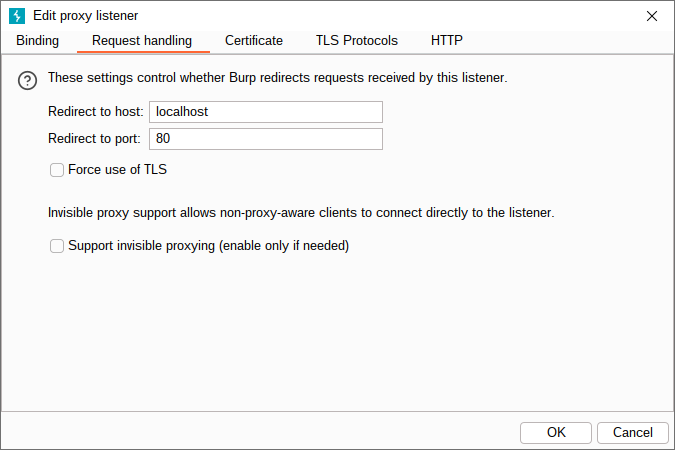 Edit proxy listener
Binding Request handling Certificate TLS Protocols HTTP
These settings control whether Burp redirects requests received by this listener.
Redirect to host: localhost
Redirect to port: 80
Force use of TLS
Invisible proxy support allows non-proxy-aware clients to connect directly to the listener.
Support invisible proxying (enable only if needed)
OK Cancel